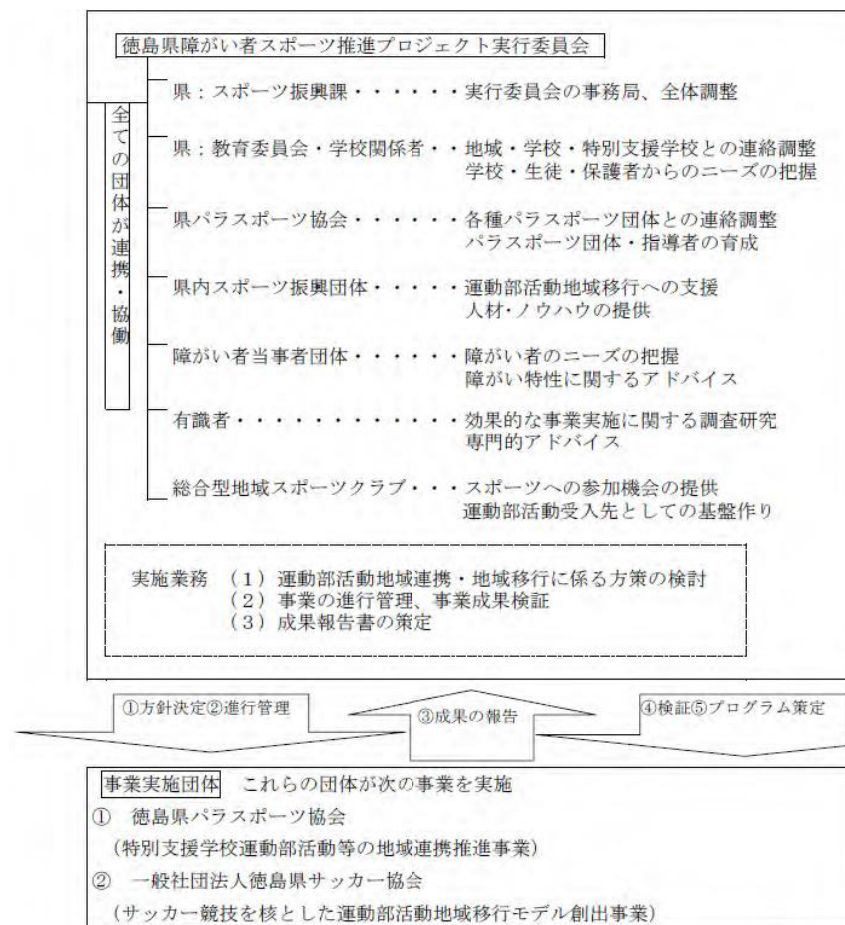 徳島県障がい者スポーツ推進プロジェクト実行委員会
全ての団体が連携・協働
県：スポーツ振興課・・・・・・実行委員会の事務局、全体調整
県：教育委員会・学校関係者・・地域・学校・特別支援学校との連絡調整
学校・生徒・保護者からのニーズの把握
県パラスポーツ協会・・・・・・各種パラスポーツ団体との連絡調整
パラスポーツ団体・指導者の育成
県内スポーツ振興団体・・・・・運動部活動地域移行への支援
人材・ノウハウの提供
障がい者当事者団体・・・・・・障がい者のニーズの把握
障がい特性に関するアドバイス
有識者・・・・・・・・・・・・効果的な事業実施に関する調査研究
専門的アドバイス
総合型地域スポーツクラブ・・・スポーツへの参加機会の提供
運動部活動受入先としての基盤作り
実施業務 （１）運動部活動地域連携・地域移行に係る方策の検討
（２）事業の進行管理、事業成果検証
（３）成果報告書の策定
①方針決定②進行管理
③成果の報告
④検証⑤プログラム策定
事業実施団体 これらの団体が次の事業を実施
① 徳島県パラスポーツ協会
（特別支援学校運動部活動等の地域連携推進事業）
② 一般社団法人徳島県サッカー協会
（サッカー競技を核とした運動部活動地域移行モデル創出事業）